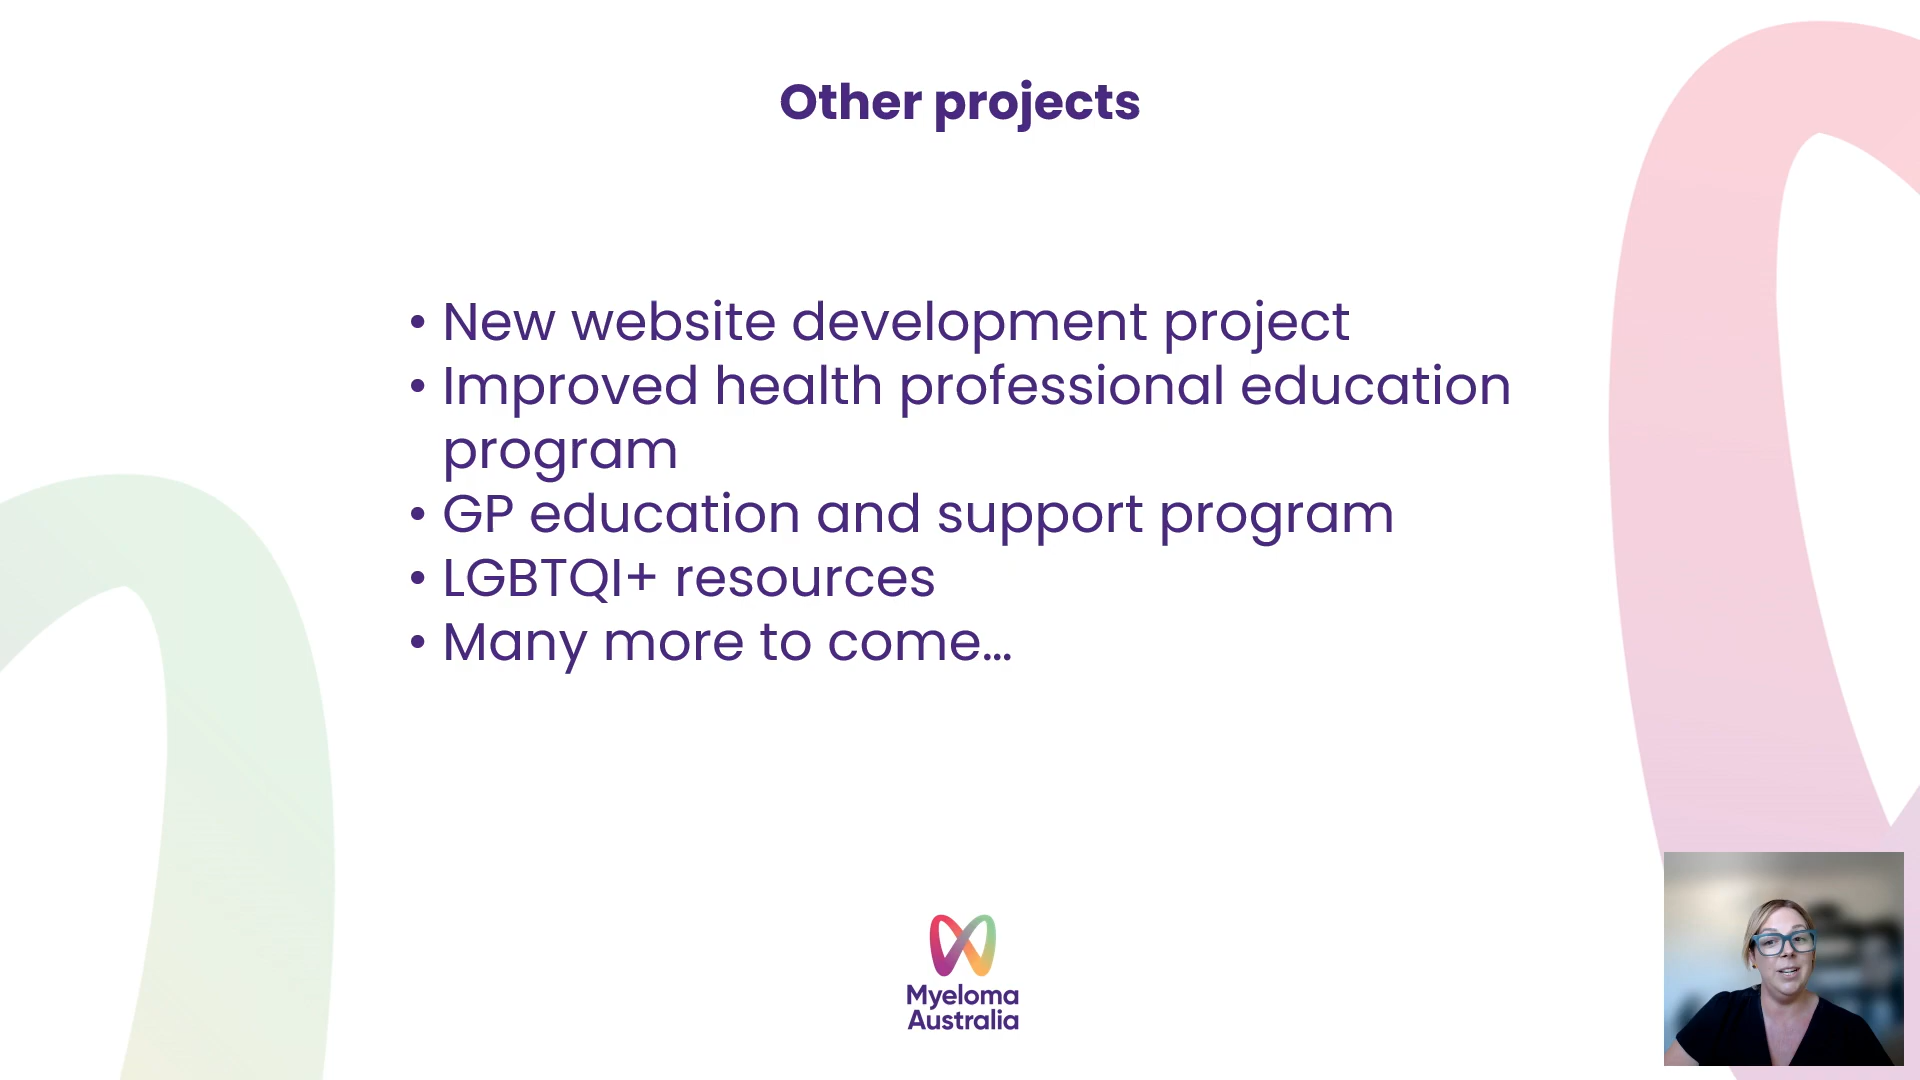 Other projects
• New website development project
• Improved health professional education
program
• GP education and support program
• LGBTQI+ resources
• Many more to come...
Myeloma
Australia